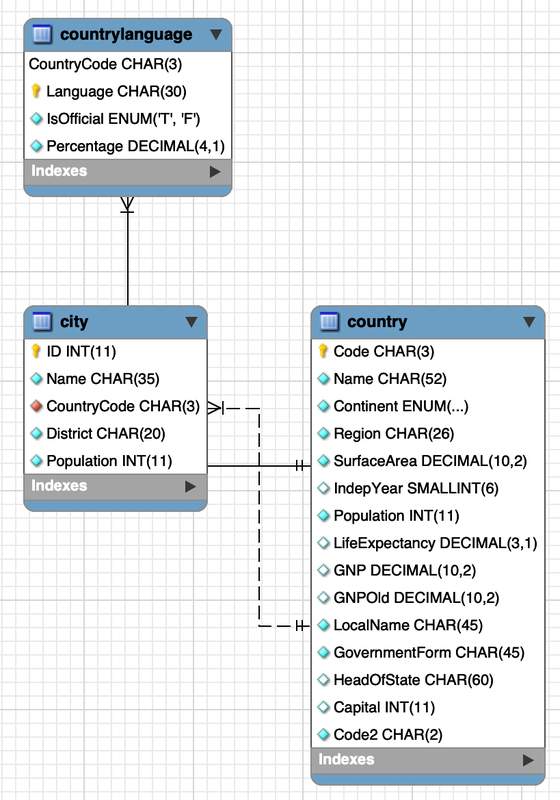 countrylanguage
CountryCode CHAR(3)
Language CHAR(30)
IsOfficial ENUM('T', 'F')
Percentage DECIMAL(4,1)
Indexes
city
ID INT(11)
Name CHAR(35)
CountryCode CHAR(3)
District CHAR(20)
Population INT(11)
Indexes
country
Code CHAR(3)
Name CHAR(52)
Continent ENUM(...)
Region CHAR(26)
SurfaceArea DECIMAL(10,2)
IndepYear SMALLINT(6)
Population INT(11)
LifeExpectancy DECIMAL(3,1)
GNP DECIMAL(10,2)
GNPOld DECIMAL(10,2)
LocalName CHAR(45)
GovernmentForm CHAR(45)
HeadOfState CHAR(60)
Capital INT(11)
Code2 CHAR(2)
Indexes